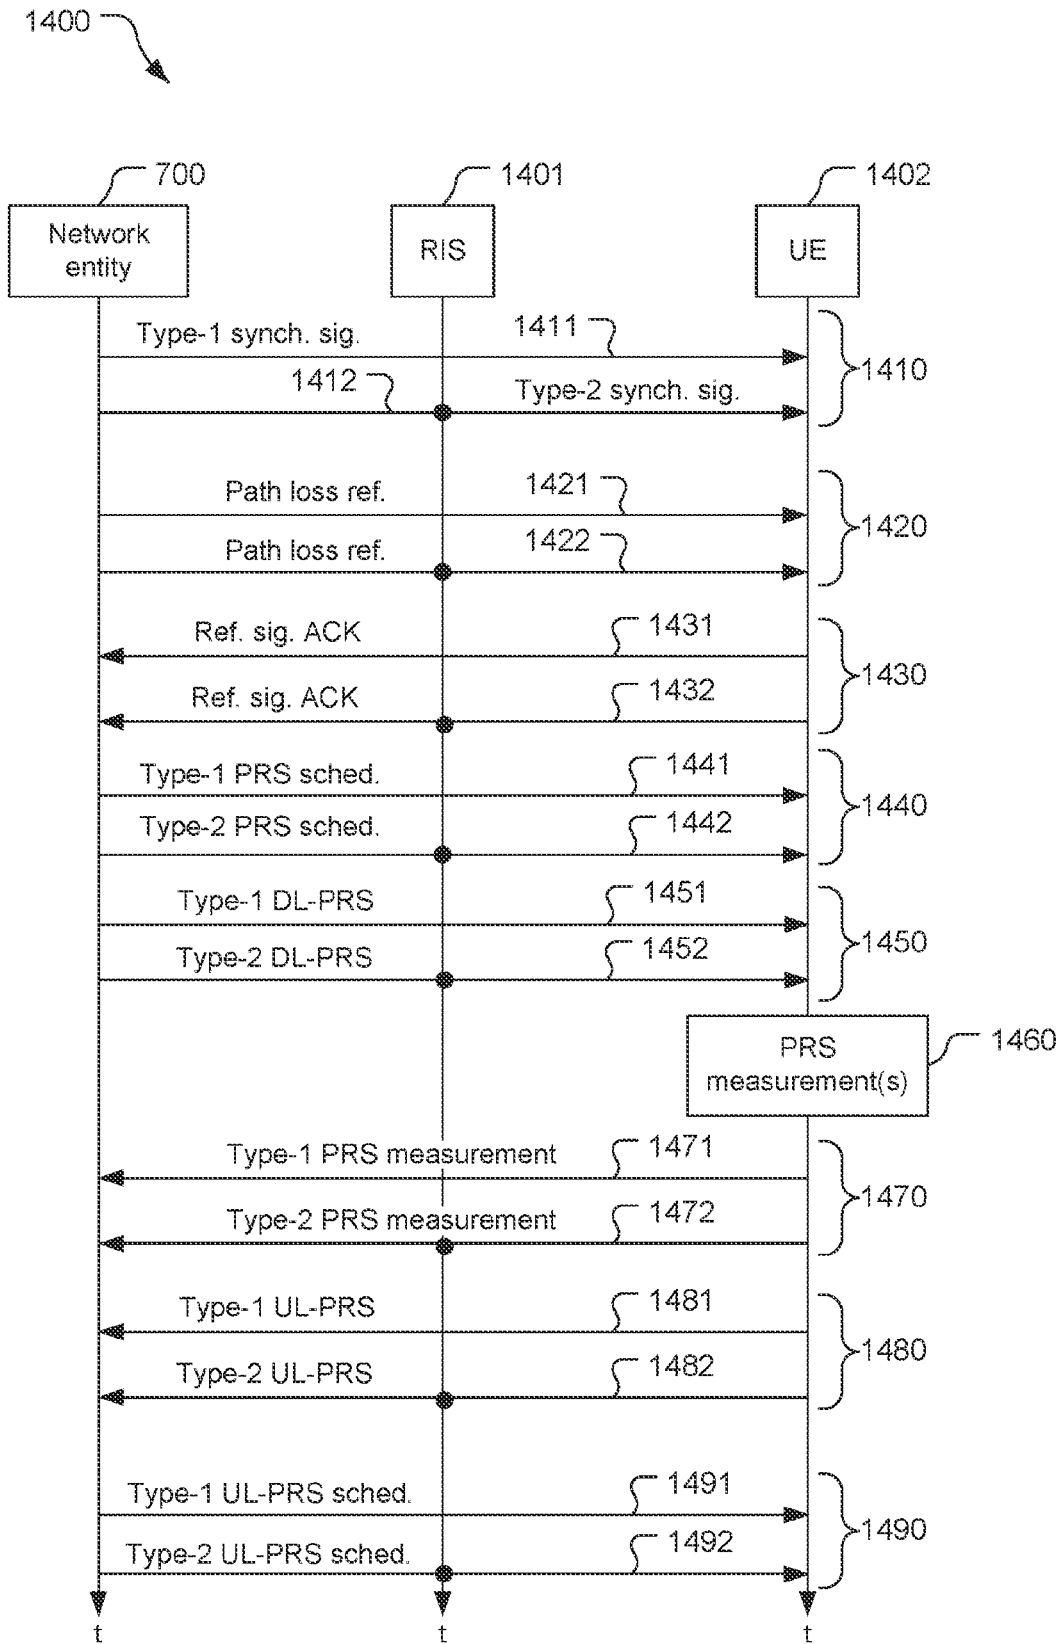 1400
700
1401
1402
Network
entity
RIS
UE
Type-1 synch. sig.
1411
1410
1412
Type-2 synch. sig.
Path loss ref.
1421
1420
Path loss ref.
1422
Ref. sig. ACK
1431
1430
Ref. sig. ACK
1432
Type-1 PRS sched.
1441
1440
Type-2 PRS sched.
1442
Type-1 DL-PRS
1451
1450
Type-2 DL-PRS
1452
PRS
measurement(s)
1460
Type-1 PRS measurement
1471
1470
Type-2 PRS measurement
1472
Type-1 UL-PRS
1481
1480
Type-2 UL-PRS
1482
Type-1 UL-PRS sched.
1491
1490
Type-2 UL-PRS sched.
1492
t
t
t